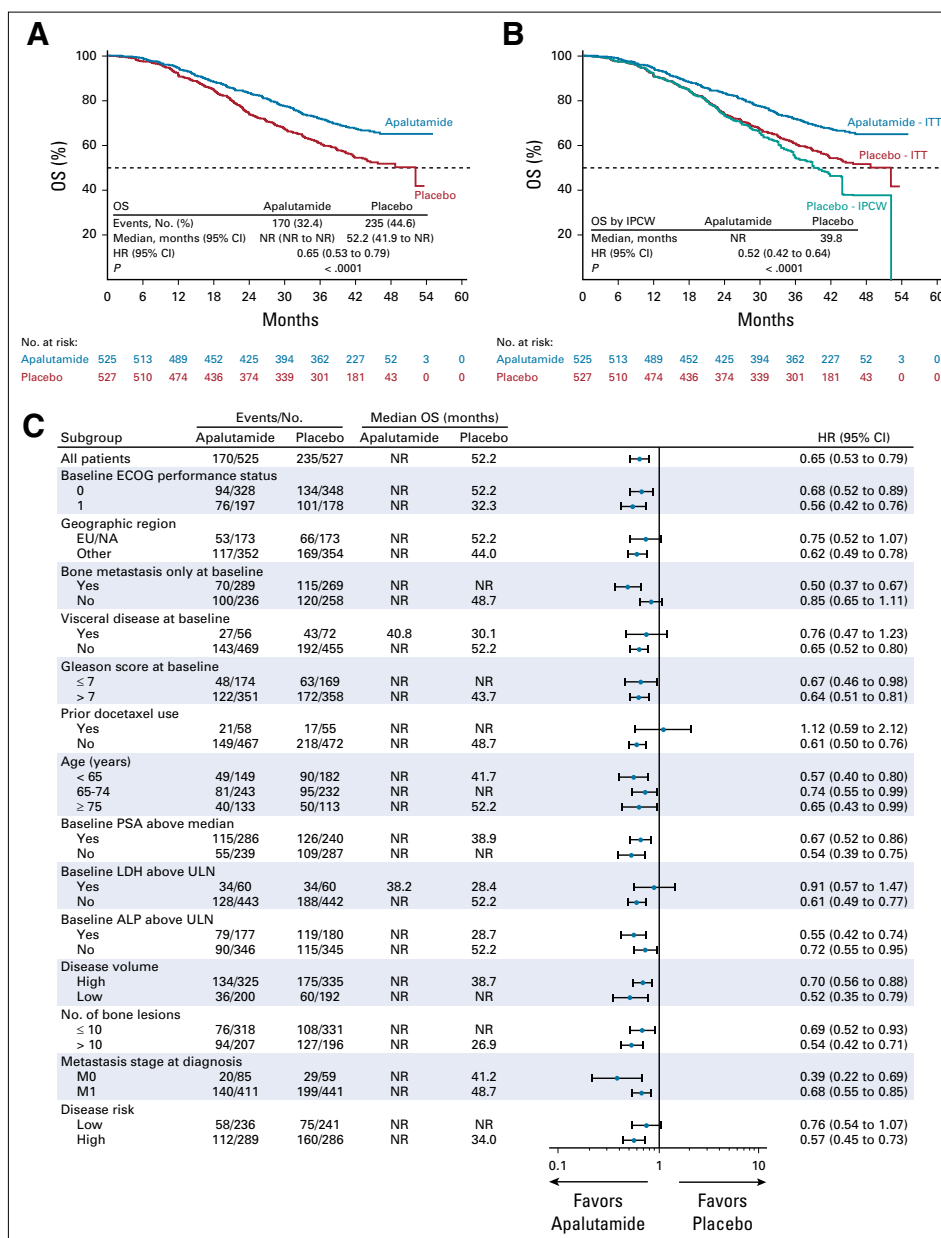 A
100
80
60
40
20
OS (%)
Apalutamide
Placebo
OS Apalutamide Placebo
Events, No. (%) 170 (32.4) 235 (44.6)
Median, months (95% CI) NR (NR to NR) 52.2 (41.9 to NR)
HR (95% CI) 0.65 (0.53 to 0.79)
P < .0001
0 6 12 18 24 30 36 42 48 54 60
Months
No. at risk:
Apalutamide 525 513 489 452 425 394 362 227 52 3 0
Placebo 527 510 474 436 374 339 301 181 43 0 0
B
100
80
60
40
20
OS (%)
Apalutamide - ITT
Placebo - ITT
Placebo - IPCW
OS by IPCW Apalutamide Placebo
Median, months NR 39.8
HR (95% CI) 0.52 (0.42 to 0.64)
P < .0001
0 6 12 18 24 30 36 42 48 54 60
Months
No. at risk:
Apalutamide 525 513 489 452 425 394 362 227 52 3 0
Placebo 527 510 474 436 374 339 301 181 43 0 0
C
Events/No. Median OS (months)
Subgroup Apalutamide Placebo Apalutamide Placebo HR (95% CI)
All patients 170/525 235/527 NR 52.2 0.65 (0.53 to 0.79)
Baseline ECOG performance status
0 94/328 134/348 NR 52.2 0.68 (0.52 to 0.89)
1 76/197 101/178 NR 32.3 0.56 (0.42 to 0.76)
Geographic region
EU/NA 53/173 66/173 NR 52.2 0.75 (0.52 to 1.07)
Other 117/352 169/354 NR 44.0 0.62 (0.49 to 0.78)
Bone metastasis only at baseline
Yes 70/289 115/269 NR NR 0.50 (0.37 to 0.67)
No 100/236 120/258 NR 48.7 0.85 (0.65 to 1.11)
Visceral disease at baseline
Yes 27/56 43/72 40.8 30.1 0.76 (0.47 to 1.23)
No 143/469 192/455 NR 52.2 0.65 (0.52 to 0.80)
Gleason score at baseline
≤ 7 48/174 63/169 NR NR 0.67 (0.46 to 0.98)
> 7 122/351 172/358 NR 43.7 0.64 (0.51 to 0.81)
Prior docetaxel use
Yes 21/58 17/55 NR NR 1.12 (0.59 to 2.12)
No 149/467 218/472 NR 48.7 0.61 (0.50 to 0.76)
Age (years)
< 65 49/149 90/182 NR 41.7 0.57 (0.40 to 0.80)
65-74 81/243 95/232 NR NR 0.74 (0.55 to 0.99)
≥ 75 40/133 50/113 NR 52.2 0.65 (0.43 to 0.99)
Baseline PSA above median
Yes 115/286 126/240 NR 38.9 0.67 (0.52 to 0.86)
No 55/239 109/287 NR NR 0.54 (0.39 to 0.75)
Baseline LDH above ULN
Yes 34/60 34/60 38.2 28.4 0.91 (0.57 to 1.47)
No 128/443 188/442 NR 52.2 0.61 (0.49 to 0.77)
Baseline ALP above ULN
Yes 79/177 119/180 NR 28.7 0.55 (0.42 to 0.74)
No 90/346 115/345 NR 52.2 0.72 (0.55 to 0.95)
Disease volume
High 134/325 175/335 NR 38.7 0.70 (0.56 to 0.88)
Low 36/200 60/192 NR NR 0.52 (0.35 to 0.79)
No. of bone lesions
≤ 10 76/318 108/331 NR NR 0.69 (0.52 to 0.93)
> 10 94/207 127/196 NR 26.9 0.54 (0.42 to 0.71)
Metastasis stage at diagnosis
M0 20/85 29/59 NR 41.2 0.39 (0.22 to 0.69)
M1 140/411 199/441 NR 48.7 0.68 (0.55 to 0.85)
Disease risk
Low 58/236 75/241 NR NR 0.76 (0.54 to 1.07)
High 112/289 160/286 NR 34.0 0.57 (0.45 to 0.73)
0.1 1 10
Favors Apalutamide
Favors Placebo